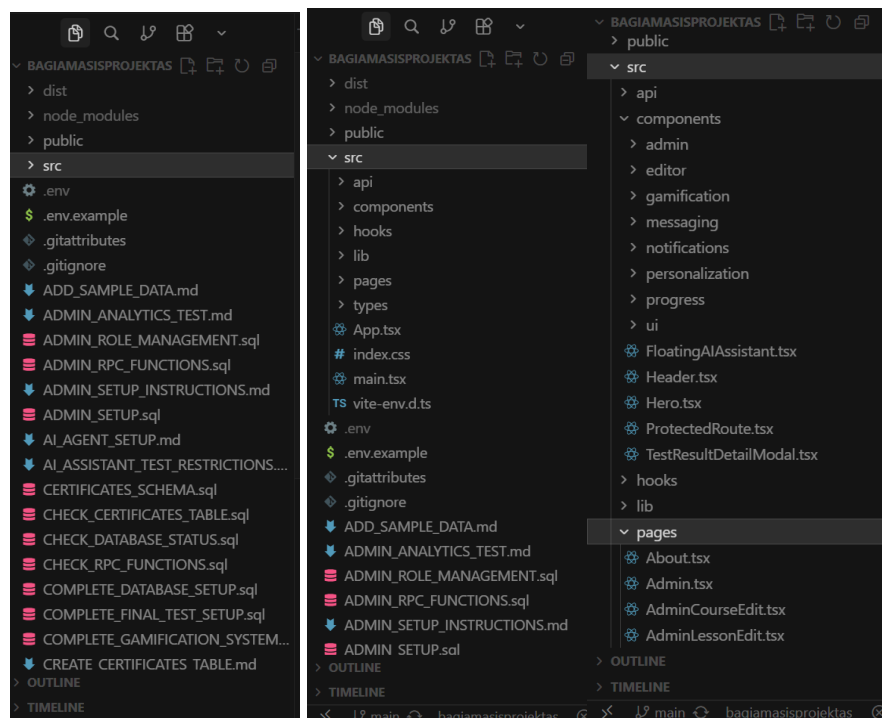 BAGIAMASISPROJEKTAS
dist
node_modules
public
src
.env
.env.example
.gitattributes
.gitignore
ADD_SAMPLE_DATA.md
ADMIN_ANALYTICS_TEST.md
ADMIN_ROLE_MANAGEMENT.sql
ADMIN_RPC_FUNCTIONS.sql
ADMIN_SETUP_INSTRUCTIONS.md
ADMIN_SETUP.sql
AI_AGENT_SETUP.md
AI_ASSISTANT_TEST_RESTRICTIONS....
CERTIFICATES_SCHEMA.sql
CHECK_CERTIFICATES_TABLE.sql
CHECK_DATABASE_STATUS.sql
CHECK_RPC_FUNCTIONS.sql
COMPLETE_DATABASE_SETUP.sql
COMPLETE_FINAL_TEST_SETUP.sql
COMPLETE_GAMIFICATION_SYSTEM...
CREATE_CERTIFICATES_TABLE.md
OUTLINE
TIMELINE
BAGIAMASISPROJEKTAS
dist
node_modules
public
src
api
components
hooks
lib
pages
types
App.tsx
# index.css
main.tsx
TS vite-env.d.ts
.env
$ .env.example
.gitattributes
.gitignore
ADD_SAMPLE_DATA.md
ADMIN_ANALYTICS_TEST.md
ADMIN_ROLE_MANAGEMENT.sql
ADMIN_RPC_FUNCTIONS.sql
ADMIN_SETUP_INSTRUCTIONS.md
ADMIN_SETUP.sql
OUTLINE
TIMELINE
main bagiamasisprojektas
BAGIAMASISPROJEKTAS
public
src
api
components
admin
editor
gamification
messaging
notifications
personalization
progress
ui
FloatingAIAssistant.tsx
Header.tsx
Hero.tsx
ProtectedRoute.tsx
TestResultDetailModal.tsx
hooks
lib
pages
About.tsx
Admin.tsx
AdminCourseEdit.tsx
AdminLessonEdit.tsx
OUTLINE
TIMELINE
main bagiamasisprojektas